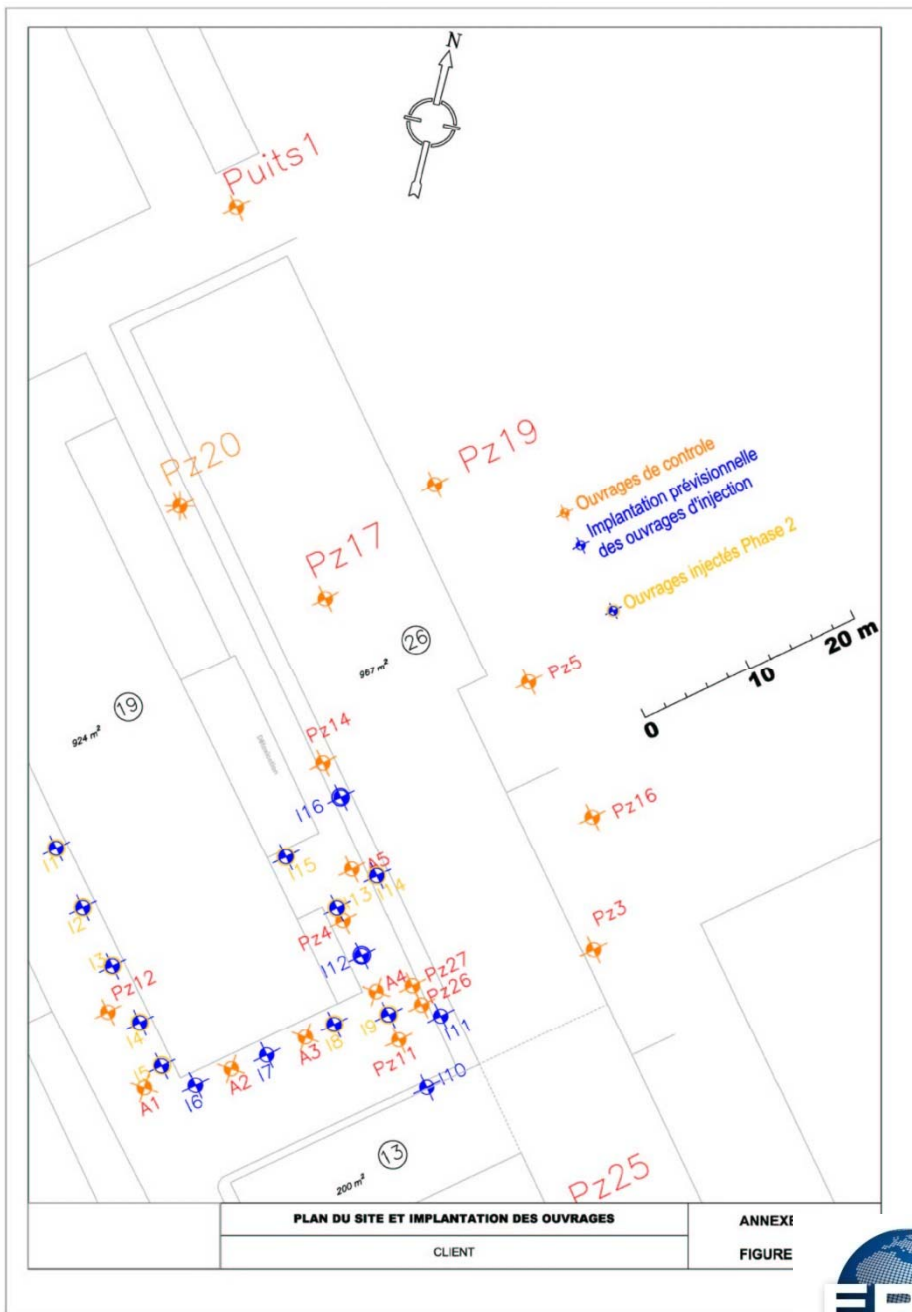 N
Puits1
Pz20
Pz19
Ouvrages de controle
Implantation prévisionnelle
des ouvrages d'injection
Ouvrages injectés Phase 2
Pz17
26
967 m²
Pz5
0
10
20 m
19
924 m²
Pz14
I16
Pz16
I1
I15
A5
I14
I2
I13
Pz4
Pz3
I3
I12
Pz12
A4
Pz27
Pz26
I4
I9
I11
I8
A3
Pz11
I5
I7
A2
I10
A1
I6
13
200 m²
Pz25
PLAN DU SITE ET IMPLANTATION DES OUVRAGES
ANNEXE
CLIENT
FIGURE